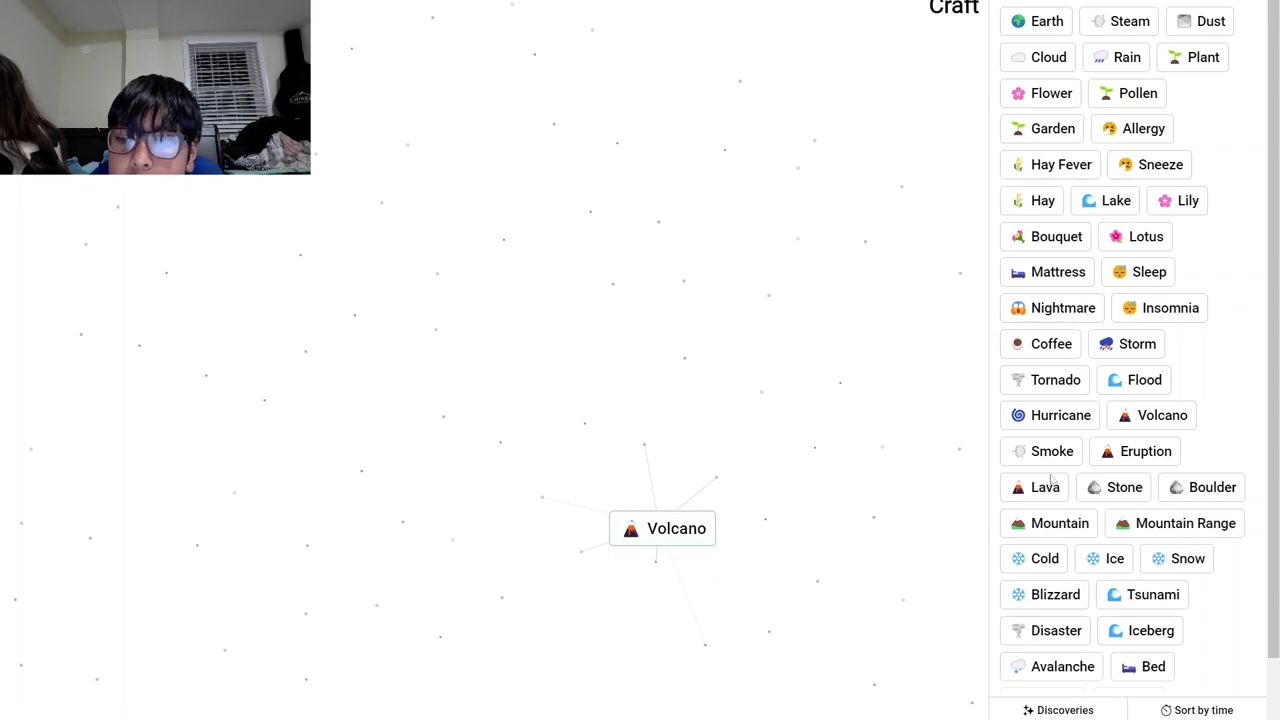 Craft
Earth Steam Dust
Cloud Rain Plant
Flower Pollen
Garden Allergy
Hay Fever Sneeze
Hay Lake Lily
Bouquet Lotus
Mattress Sleep
Nightmare Insomnia
Coffee Storm
Tornado Flood
Hurricane Volcano
Smoke Eruption
Lava Stone Boulder
Volcano
Mountain Mountain Range
Cold Ice Snow
Blizzard Tsunami
Disaster Iceberg
Avalanche Bed
Discoveries Sort by time